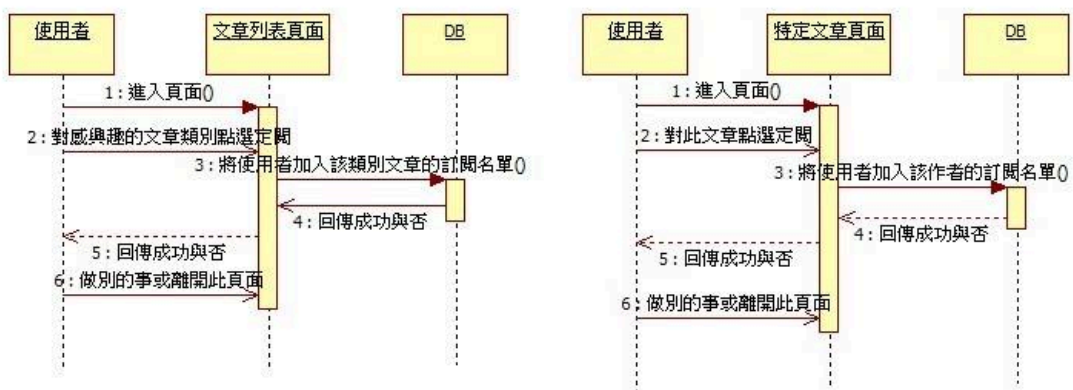 使用者
文章列表頁面
DB
1 : 進入頁面()
2 : 對感興趣的文章類別點選定閱
3 : 將使用者加入該類別文章的訂閱名單()
4 : 回傳成功與否
5 : 回傳成功與否
6 : 做別的事或離開此頁面
使用者
特定文章頁面
DB
1 : 進入頁面()
2 : 對此文章點選定閱
3 : 將使用者加入該作者的訂閱名單()
4 : 回傳成功與否
5 : 回傳成功與否
6 : 做別的事或離開此頁面